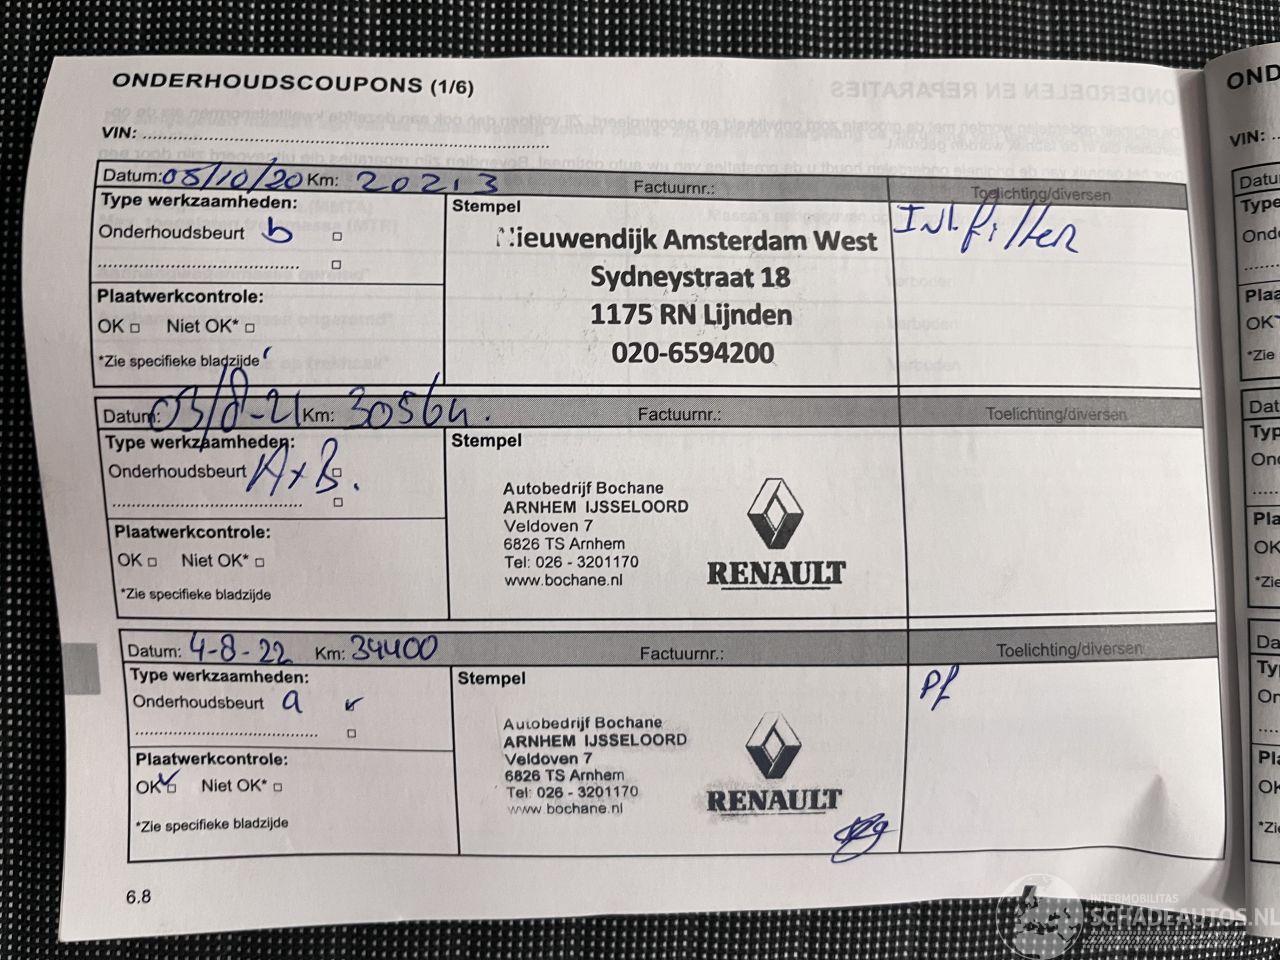 ONDERHOUDSCOUPONS (1/6)
VIN:
Datum: 05/10/20 Km: 20213 Factuurnr.: Toelichting/diversen
Type werkzaamheden:
Onderhoudsbeurt b
Plaatwerkcontrole:
OK Niet OK*
*Zie specifieke bladzijde
Stempel
Nieuwendijk Amsterdam West
Sydneystraat 18
1175 RN Lijnden
020-6594200
filter
Datum: 03/8-21 Km: 30564. Factuurnr.: Toelichting/diversen
Type werkzaamheden:
Onderhoudsbeurt A+B.
Plaatwerkcontrole:
OK Niet OK*
*Zie specifieke bladzijde
Stempel
Autobedrijf Bochane
ARNHEM IJSSELOORD
Veldoven 7
6826 TS Arnhem
Tel: 026 - 3201170
www.bochane.nl
RENAULT
Datum: 4-8-22 Km: 34400 Factuurnr.: Toelichting/diversen
Type werkzaamheden:
Onderhoudsbeurt a
Plaatwerkcontrole:
OK Niet OK*
*Zie specifieke bladzijde
Stempel
Autobedrijf Bochane
ARNHEM IJSSELOORD
Veldoven 7
6826 TS Arnhem
Tel: 026 - 3201170
www.bochane.nl
RENAULT
Pf
6.8
VIN:
INTERMOBILITAS
SCHADEAUTOS.NL